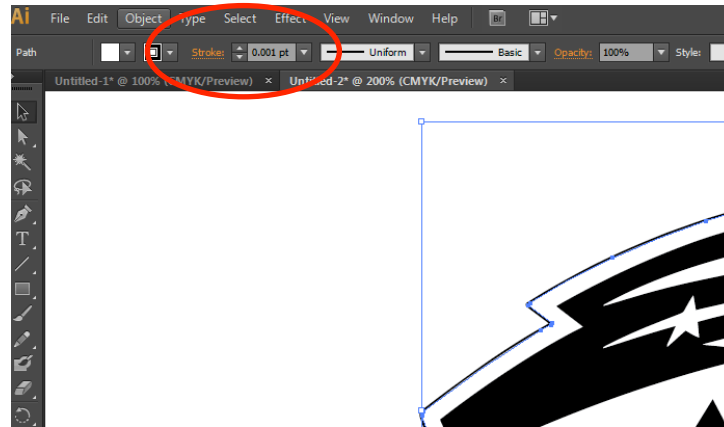 Ai File Edit Object Type Select Effect View Window Help Br
Path Stroke: 0.001 pt Uniform Basic Opacity: 100% Style:
Untitled-1* @ 100% (CMYK/Preview) × Untitled-2* @ 200% (CMYK/Preview) ×
T